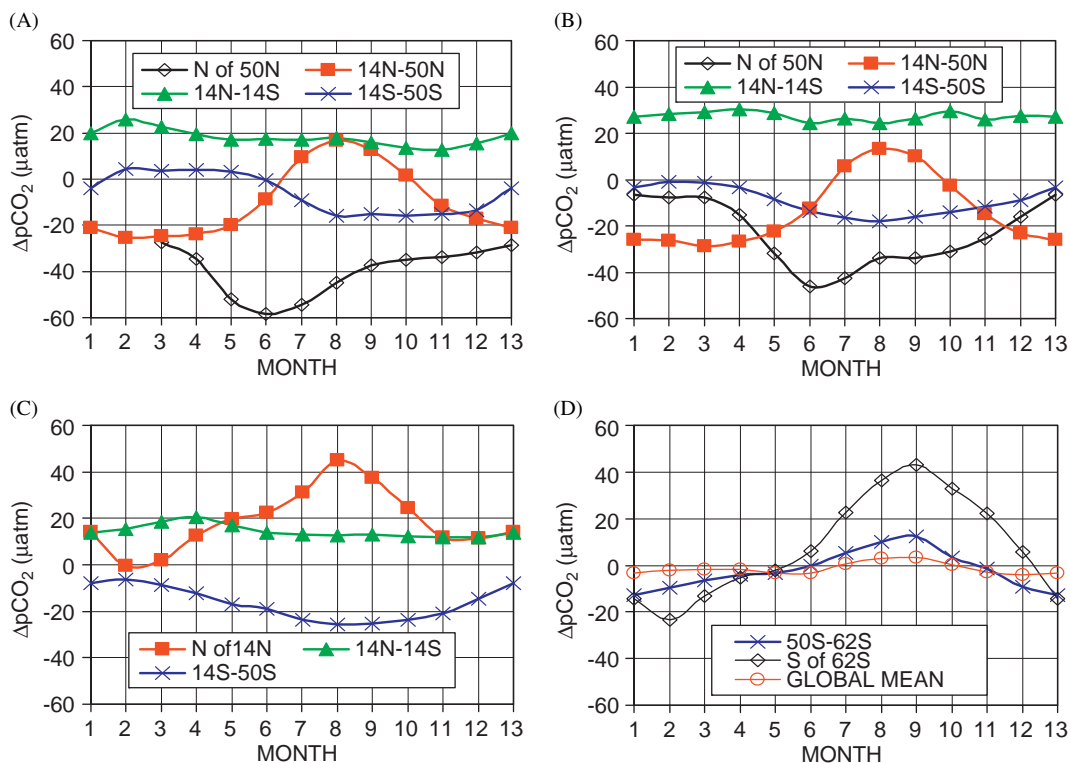 (A)
60
40
20
0
-20
-40
-60
ΔpCO2 (µatm)
N of 50N
14N-50N
14N-14S
14S-50S
1 2 3 4 5 6 7 8 9 10 11 12 13
MONTH
(B)
60
40
20
0
-20
-40
-60
ΔpCO2 (µatm)
N of 50N
14N-50N
14N-14S
14S-50S
1 2 3 4 5 6 7 8 9 10 11 12 13
MONTH
(C)
60
40
20
0
-20
-40
-60
ΔpCO2 (µatm)
N of14N
14N-14S
14S-50S
1 2 3 4 5 6 7 8 9 10 11 12 13
MONTH
(D)
60
40
20
0
-20
-40
-60
ΔpCO2 (µatm)
50S-62S
S of 62S
GLOBAL MEAN
1 2 3 4 5 6 7 8 9 10 11 12 13
MONTH